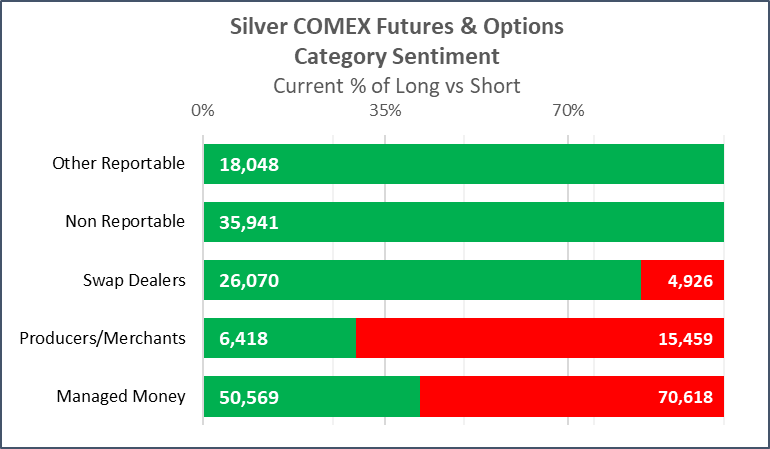 Silver COMEX Futures & Options
Category Sentiment
Current % of Long vs Short
0% 35% 70%
Other Reportable 18,048
Non Reportable 35,941
Swap Dealers 26,070 4,926
Producers/Merchants 6,418 15,459
Managed Money 50,569 70,618